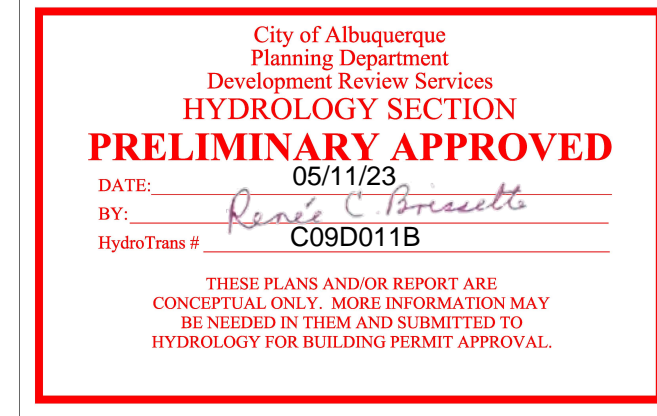 City of Albuquerque
Planning Department
Development Review Services
HYDROLOGY SECTION
PRELIMINARY APPROVED
DATE: 05/11/23
BY: Renée C. Brissette
HydroTrans # C09D011B
THESE PLANS AND/OR REPORT ARE
CONCEPTUAL ONLY. MORE INFORMATION MAY
BE NEEDED IN THEM AND SUBMITTED TO
HYDROLOGY FOR BUILDING PERMIT APPROVAL.